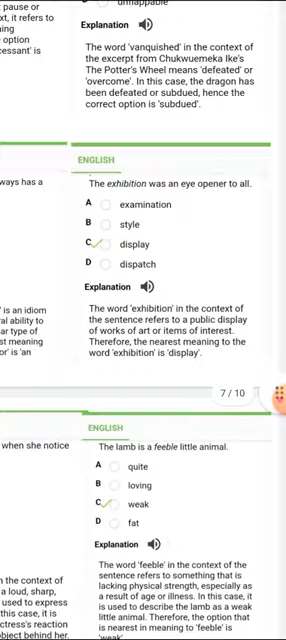 unmappable
pause or
xt, it refers to
ning
option
cessant' is
Explanation
The word 'vanquished' in the context of
the excerpt from Chukwuemeka Ike's
The Potter's Wheel means 'defeated' or
'overcome'. In this case, the dragon has
been defeated or subdued, hence the
correct option is 'subdued'.
ways has a
' is an idiom
ral ability to
ar type of
st meaning
or' is 'an
ENGLISH
The exhibition was an eye opener to all.
A examination
B style
C display
D dispatch
Explanation
The word 'exhibition' in the context of
the sentence refers to a public display
of works of art or items of interest.
Therefore, the nearest meaning to the
word 'exhibition' is 'display'.
7 / 10
when she notice
n the context of
a loud, sharp,
used to express
this case, it is
ctress's reaction
object behind her.
ENGLISH
The lamb is a feeble little animal.
A quite
B loving
C weak
D fat
Explanation
The word 'feeble' in the context of the
sentence refers to something that is
lacking physical strength, especially as
a result of age or illness. In this case, it
is used to describe the lamb as a weak
little animal. Therefore, the option that
is nearest in meaning to 'feeble' is
'weak'